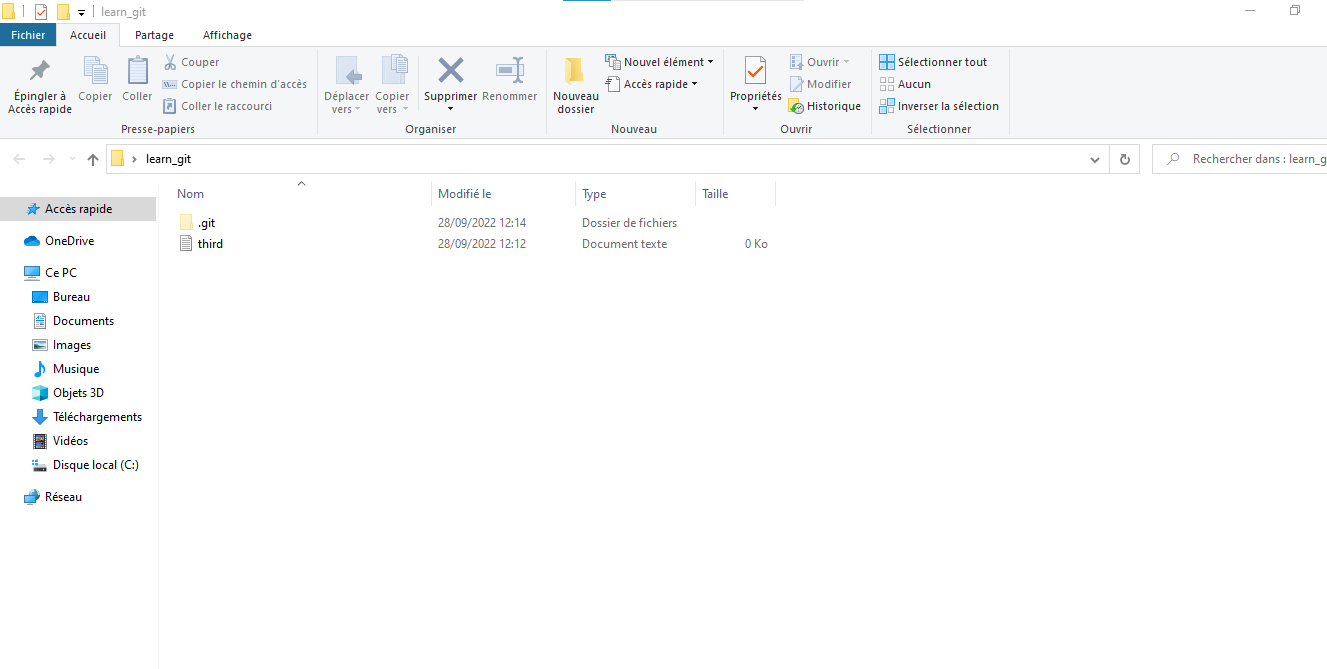 learn_git
Fichier Accueil Partage Affichage
Épingler à Accès rapide
Copier
Coller
Couper
Copier le chemin d'accès
Coller le raccourci
Presse-papiers
Déplacer vers
Copier vers
Supprimer
Renommer
Organiser
Nouveau dossier
Nouvel élément
Accès rapide
Nouveau
Propriétés
Ouvrir
Modifier
Historique
Ouvrir
Sélectionner tout
Aucun
Inverser la sélection
Sélectionner
learn_git
Rechercher dans : learn_g
Accès rapide
OneDrive
Ce PC
Bureau
Documents
Images
Musique
Objets 3D
Téléchargements
Vidéos
Disque local (C:)
Réseau
Nom Modifié le Type Taille
.git 28/09/2022 12:14 Dossier de fichiers
third 28/09/2022 12:12 Document texte 0 Ko